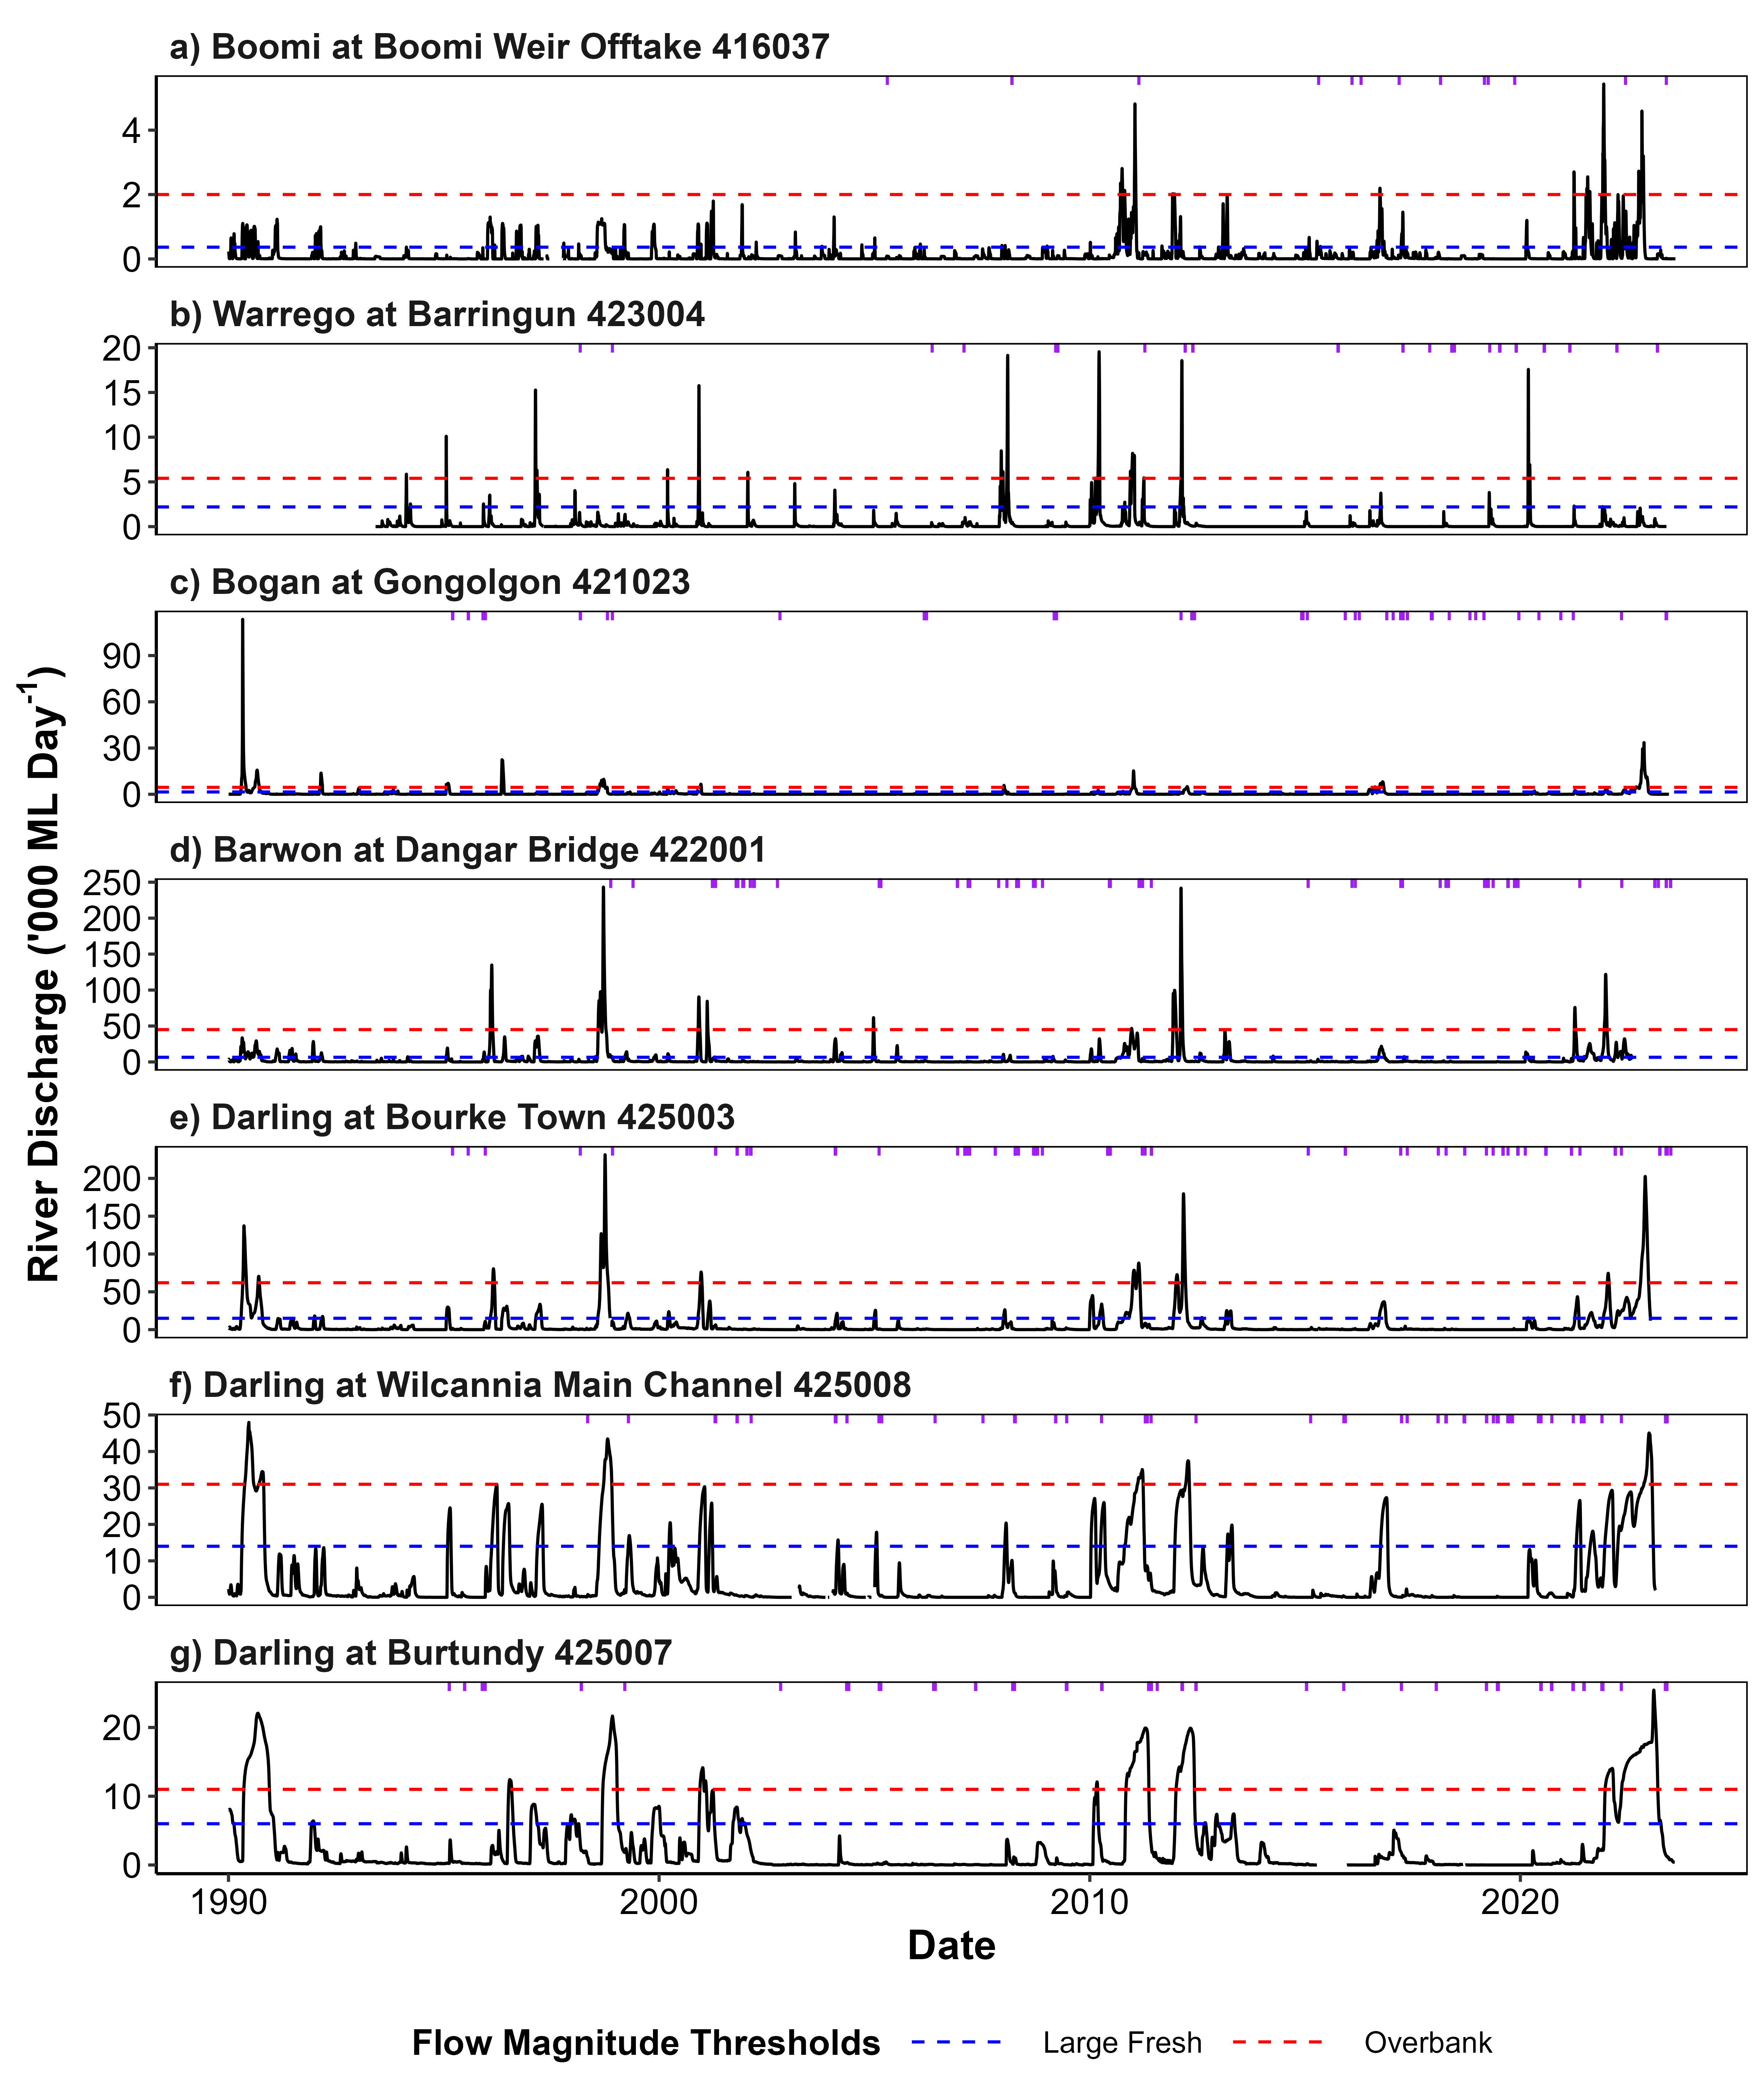 a) Boomi at Boomi Weir Offtake 416037
4
2
0
b) Warrego at Barringun 423004
20
15
10
5
0
c) Bogan at Gongolgon 421023
90
60
30
0
d) Barwon at Dangar Bridge 422001
250
200
150
100
50
0
e) Darling at Bourke Town 425003
200
150
100
50
0
f) Darling at Wilcannia Main Channel 425008
50
40
30
20
10
0
g) Darling at Burtundy 425007
20
10
0
River Discharge ('000 ML Day⁻¹)
1990 2000 2010 2020
Date
Flow Magnitude Thresholds Large Fresh Overbank